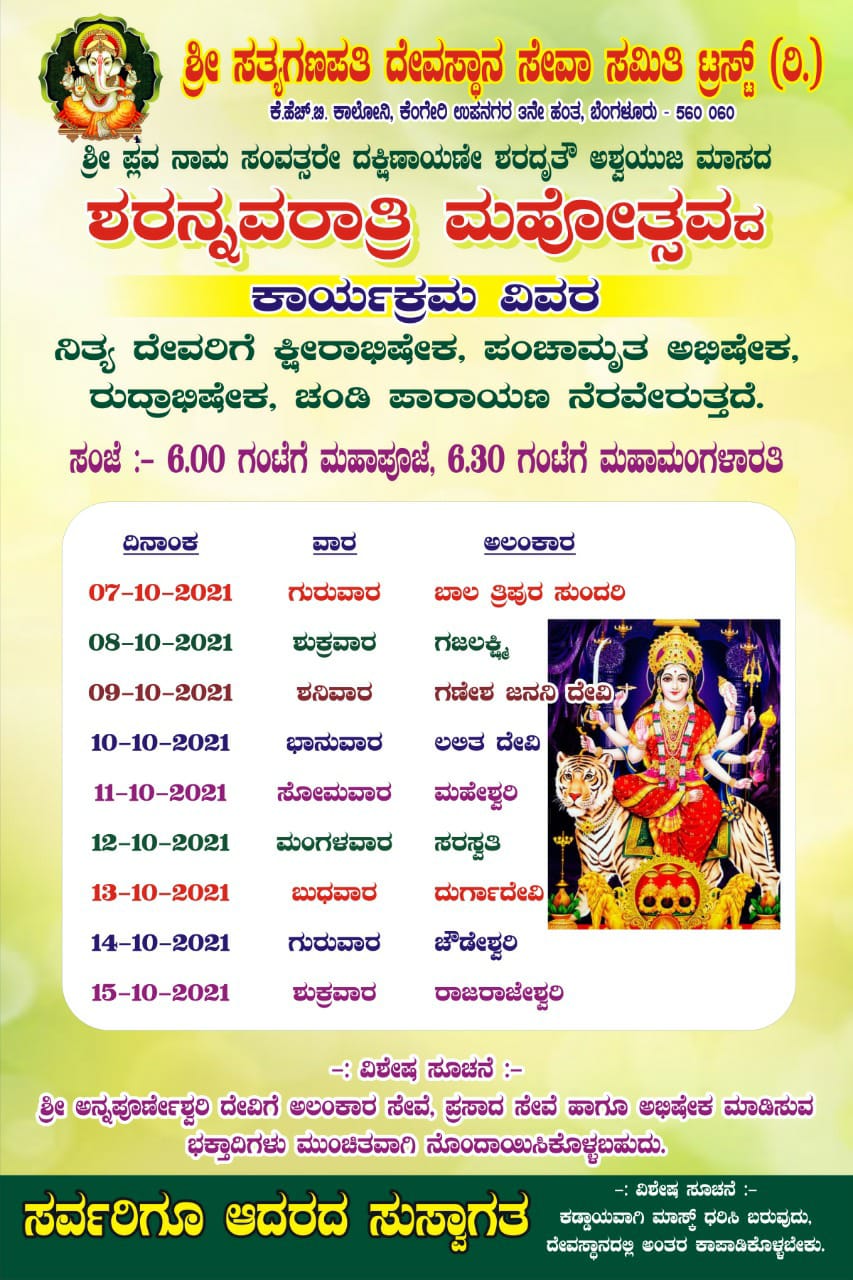 ಶ್ರೀ ಸತ್ಯಗಣಪತಿ ದೇವಸ್ಥಾನ ಸೇವಾ ಸಮಿತಿ ಟ್ರಸ್ಟ್ (ರಿ.)
ಕೆ.ಹೆಚ್.ಬಿ. ಕಾಲೋನಿ, ಕೆಂಗೇರಿ ಉಪನಗರ ೩ನೇ ಹಂತ, ಬೆಂಗಳೂರು - 560 060
ಶ್ರೀ ಪ್ಲವ ನಾಮ ಸಂವತ್ಸರೇ ದಕ್ಷಿಣಾಯಣೇ ಶರದೃತೌ ಅಶ್ವಯುಜ ಮಾಸದ
ಶರನ್ನವರಾತ್ರಿ ಮಹೋತ್ಸವದ
ಕಾರ್ಯಕ್ರಮ ವಿವರ
ನಿತ್ಯ ದೇವರಿಗೆ ಕ್ಷೀರಾಭಿಷೇಕ, ಪಂಚಾಮೃತ ಅಭಿಷೇಕ,
ರುದ್ರಾಭಿಷೇಕ, ಚಂಡಿ ಪಾರಾಯಣ ನೆರವೇರುತ್ತದೆ.
ಸಂಜೆ :- 6.00 ಗಂಟೆಗೆ ಮಹಾಪೂಜೆ, 6.30 ಗಂಟೆಗೆ ಮಹಾಮಂಗಳಾರತಿ
ದಿನಾಂಕ ವಾರ ಅಲಂಕಾರ
07-10-2021 ಗುರುವಾರ ಬಾಲ ತ್ರಿಪುರ ಸುಂದರಿ
08-10-2021 ಶುಕ್ರವಾರ ಗಜಲಕ್ಷ್ಮಿ
09-10-2021 ಶನಿವಾರ ಗಣೇಶ ಜನನಿ ದೇವಿ
10-10-2021 ಭಾನುವಾರ ಲಲಿತ ದೇವಿ
11-10-2021 ಸೋಮವಾರ ಮಹೇಶ್ವರಿ
12-10-2021 ಮಂಗಳವಾರ ಸರಸ್ವತಿ
13-10-2021 ಬುಧವಾರ ದುರ್ಗಾದೇವಿ
14-10-2021 ಗುರುವಾರ ಚೌಡೇಶ್ವರಿ
15-10-2021 ಶುಕ್ರವಾರ ರಾಜರಾಜೇಶ್ವರಿ
-: ವಿಶೇಷ ಸೂಚನೆ :-
ಶ್ರೀ ಅನ್ನಪೂರ್ಣೇಶ್ವರಿ ದೇವಿಗೆ ಅಲಂಕಾರ ಸೇವೆ, ಪ್ರಸಾದ ಸೇವೆ ಹಾಗೂ ಅಭಿಷೇಕ ಮಾಡಿಸುವ
ಭಕ್ತಾದಿಗಳು ಮುಂಚಿತವಾಗಿ ನೊಂದಾಯಿಸಿಕೊಳ್ಳಬಹುದು.
ಸರ್ವರಿಗೂ ಆದರದ ಸುಸ್ವಾಗತ
-: ವಿಶೇಷ ಸೂಚನೆ :-
ಕಡ್ಡಾಯವಾಗಿ ಮಾಸ್ಕ್ ಧರಿಸಿ ಬರುವುದು,
ದೇವಸ್ಥಾನದಲ್ಲಿ ಅಂತರ ಕಾಪಾಡಿಕೊಳ್ಳಬೇಕು.